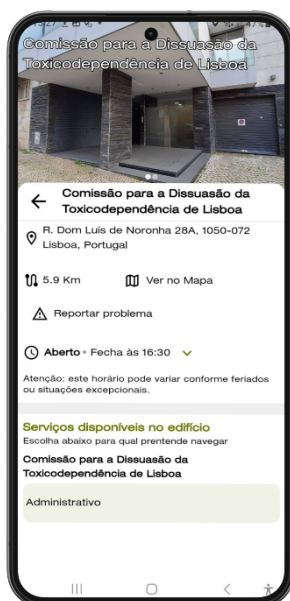 Comissão para a Dissuasão da
Toxicodependência de Lisboa
Comissão para a Dissuasão da
Toxicodependência de Lisboa
R. Dom Luís de Noronha 28A, 1050-072
Lisboa, Portugal
5.9 Km
Ver no Mapa
Reportar problema
Aberto • Fecha às 16:30
Atenção: este horário pode variar conforme feriados
ou situações excepcionais.
Serviços disponíveis no edifício
Escolha abaixo para qual prentende navegar
Comissão para a Dissuasão da
Toxicodependência de Lisboa
Administrativo